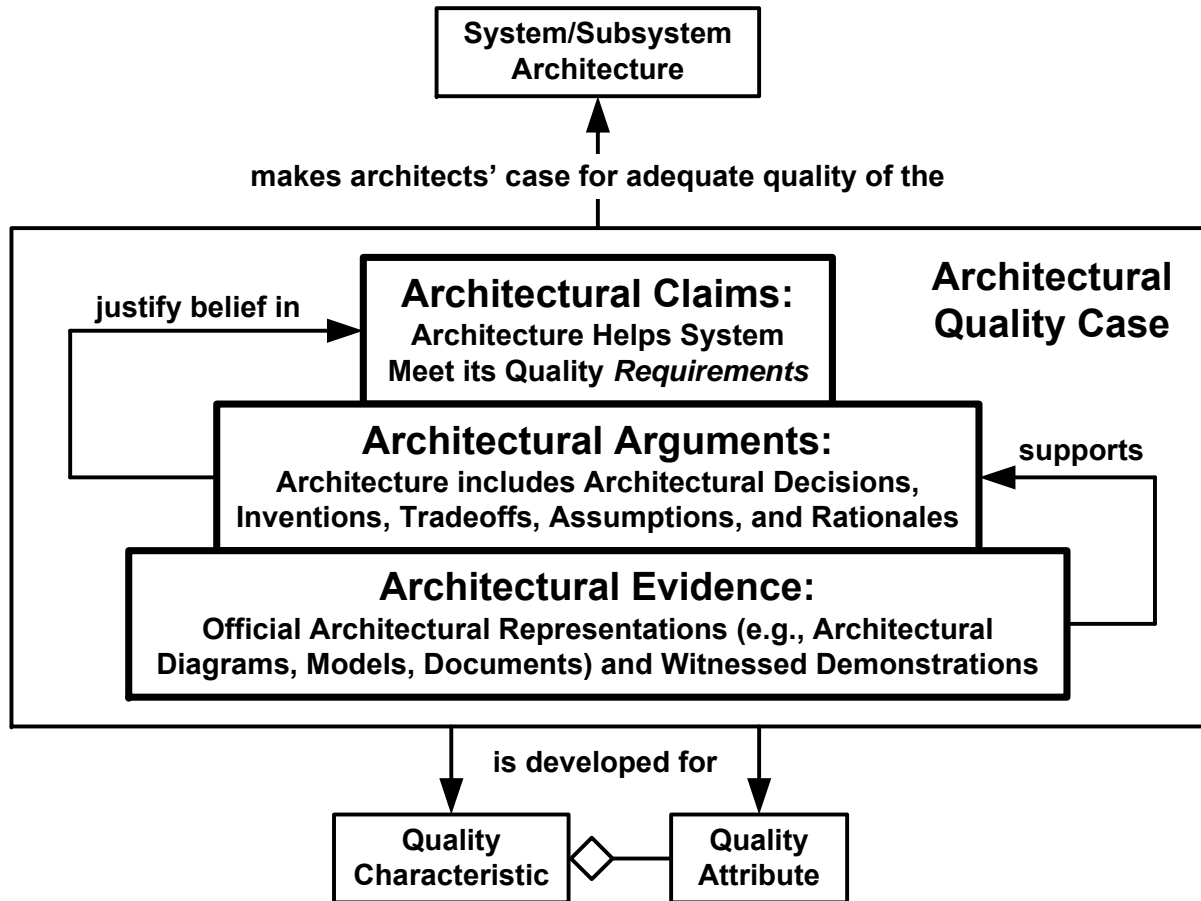 System/Subsystem
Architecture
makes architects’ case for adequate quality of the
Architectural
Quality Case
justify belief in
Architectural Claims:
Architecture Helps System
Meet its Quality Requirements
Architectural Arguments:
Architecture includes Architectural Decisions,
Inventions, Tradeoffs, Assumptions, and Rationales
supports
Architectural Evidence:
Official Architectural Representations (e.g., Architectural
Diagrams, Models, Documents) and Witnessed Demonstrations
is developed for
Quality
Characteristic
Quality
Attribute